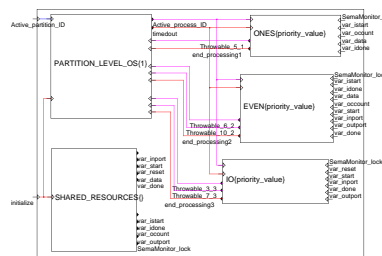 Active_partition_ID
Active_process_ID
timedout
Throwable_5_1
end_processing1
ONES(priority_value)
SemaMonitor_
var_istart
var_ocount
var_data
var_idone
PARTITION_LEVEL_OS(1)
Throwable_6_2
Throwable_10_2
end_processing2
EVEN(priority_value)
SemaMonitor_loc
var_istart
var_idone
var_data
var_occount
var_start
var_inport
var_outport
var_done
Throwable_3_3
Throwable_7_3
end_processing3
IO(priority_value)
SemaMonitor_lock
var_reset
var_start
var_inport
var_done
var_outport
initialize
SHARED_RESOURCES()
var_inport
var_start
var_reset
var_data
var_done
var_istart
var_idone
var_ocount
var_outport
SemaMonitor_lock